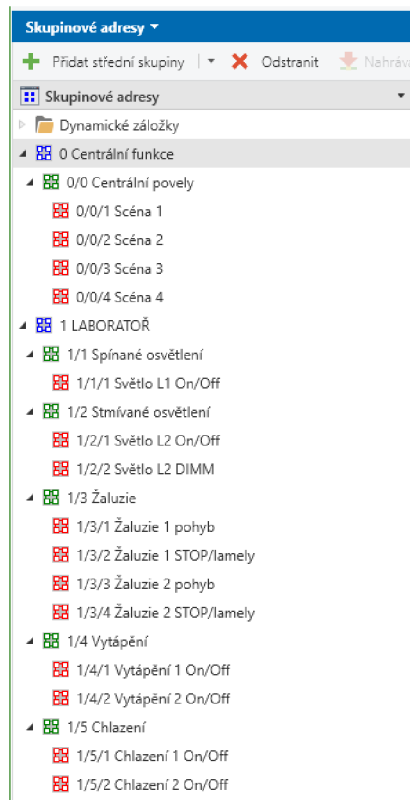 Skupinové adresy
Přidat střední skupiny Odstranit Nahráva
Skupinové adresy
Dynamické záložky
0 Centrální funkce
0/0 Centrální povely
0/0/1 Scéna 1
0/0/2 Scéna 2
0/0/3 Scéna 3
0/0/4 Scéna 4
1 LABORATOŘ
1/1 Spínané osvětlení
1/1/1 Světlo L1 On/Off
1/2 Stmívané osvětlení
1/2/1 Světlo L2 On/Off
1/2/2 Světlo L2 DIMM
1/3 Žaluzie
1/3/1 Žaluzie 1 pohyb
1/3/2 Žaluzie 1 STOP/lamely
1/3/3 Žaluzie 2 pohyb
1/3/4 Žaluzie 2 STOP/lamely
1/4 Vytápění
1/4/1 Vytápění 1 On/Off
1/4/2 Vytápění 2 On/Off
1/5 Chlazení
1/5/1 Chlazení 1 On/Off
1/5/2 Chlazení 2 On/Off